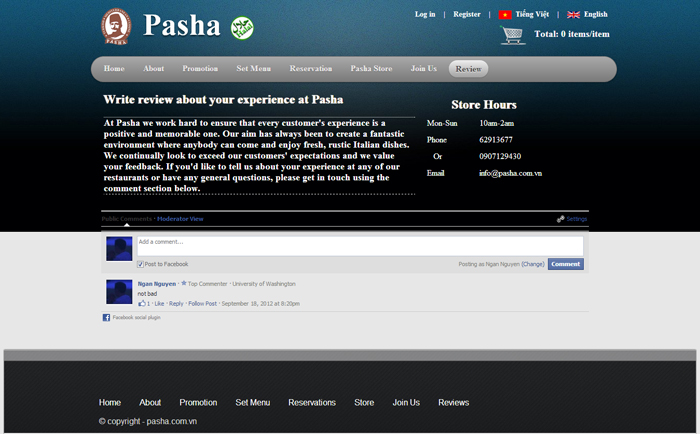 PASHA
Pasha
Log in | Register | Tiếng Việt | English
Total: 0 items/item
Home About Promotion Set Menu Reservation Pasha Store Join Us Review
Write review about your experience at Pasha
At Pasha we work hard to ensure that every customer's experience is a
positive and memorable one. Our aim has always been to create a fantastic
environment where anybody can come and enjoy fresh, rustic Italian dishes.
We continually look to exceed our customers' expectations and we value
your feedback. If you'd like to tell us about your experience at any of our
restaurants or have any general questions, please get in touch using the
comment section below.
Store Hours
Mon-Sun 10am-2am
Phone 62913677
Or 0907129430
Email info@pasha.com.vn
Public Comments · Moderator View
Settings
Add a comment...
Post to Facebook
Posting as Ngan Nguyen (Change) Comment
Ngan Nguyen · Top Commenter · University of Washington
not bad
1 · Like · Reply · Follow Post · September 18, 2012 at 8:20pm
Facebook social plugin
Home About Promotion Set Menu Reservations Store Join Us Reviews
© copyright - pasha.com.vn